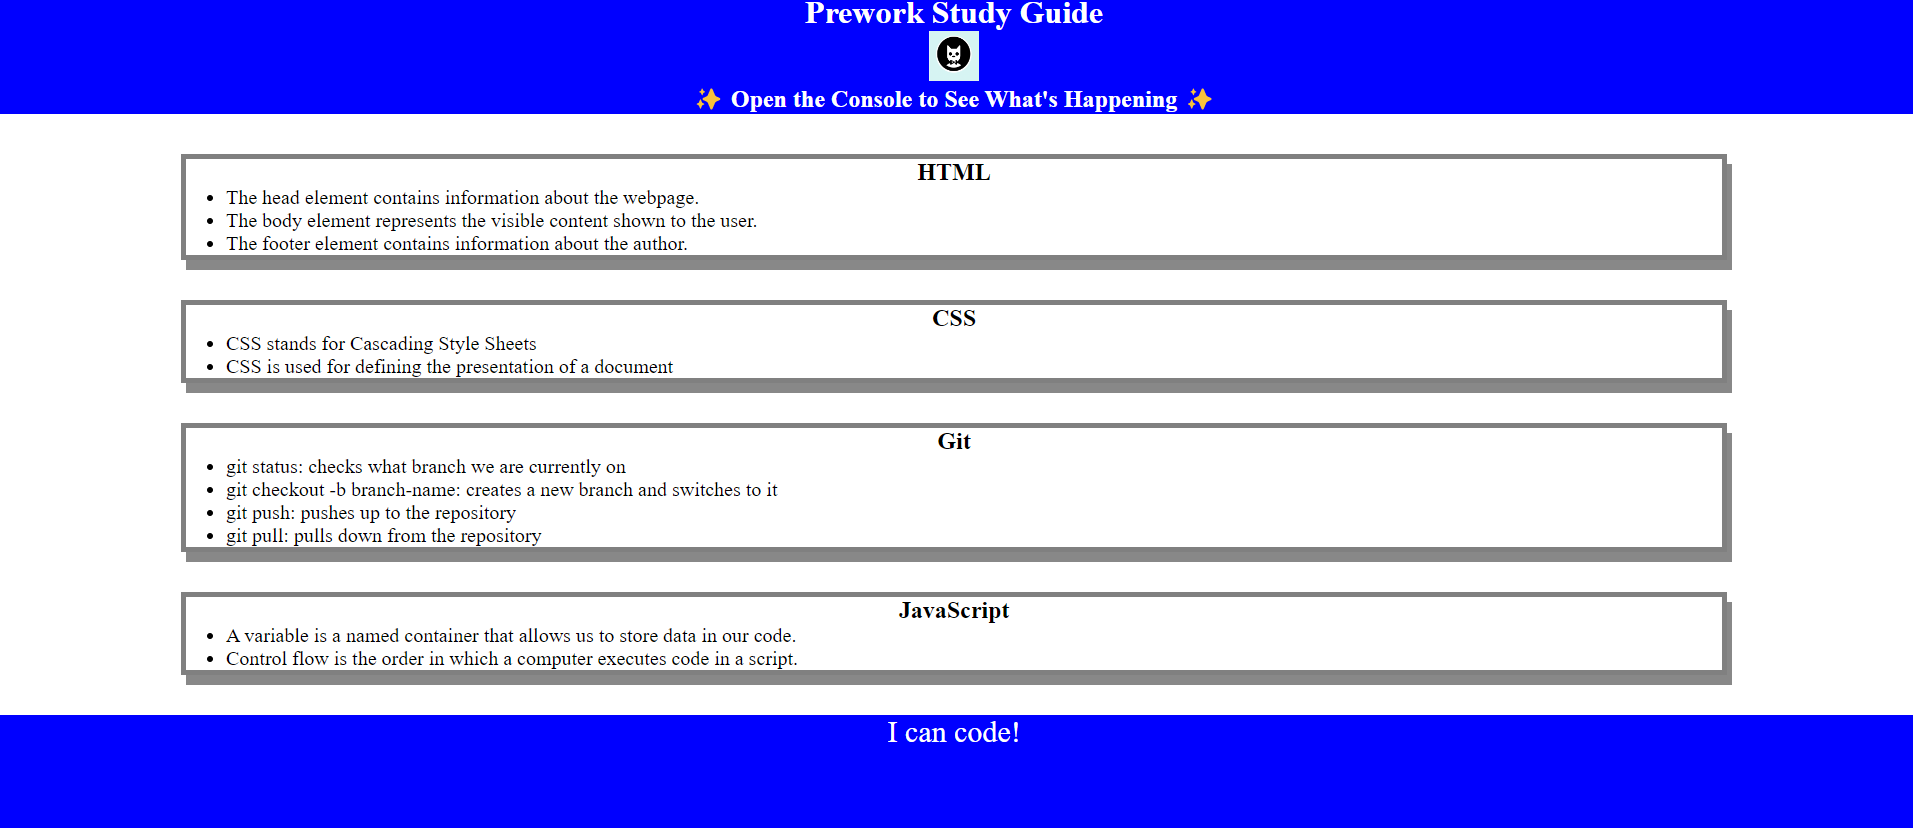 Prework Study Guide
✨ Open the Console to See What's Happening ✨
HTML
• The head element contains information about the webpage.
• The body element represents the visible content shown to the user.
• The footer element contains information about the author.
CSS
• CSS stands for Cascading Style Sheets
• CSS is used for defining the presentation of a document
Git
• git status: checks what branch we are currently on
• git checkout -b branch-name: creates a new branch and switches to it
• git push: pushes up to the repository
• git pull: pulls down from the repository
JavaScript
• A variable is a named container that allows us to store data in our code.
• Control flow is the order in which a computer executes code in a script.
I can code!